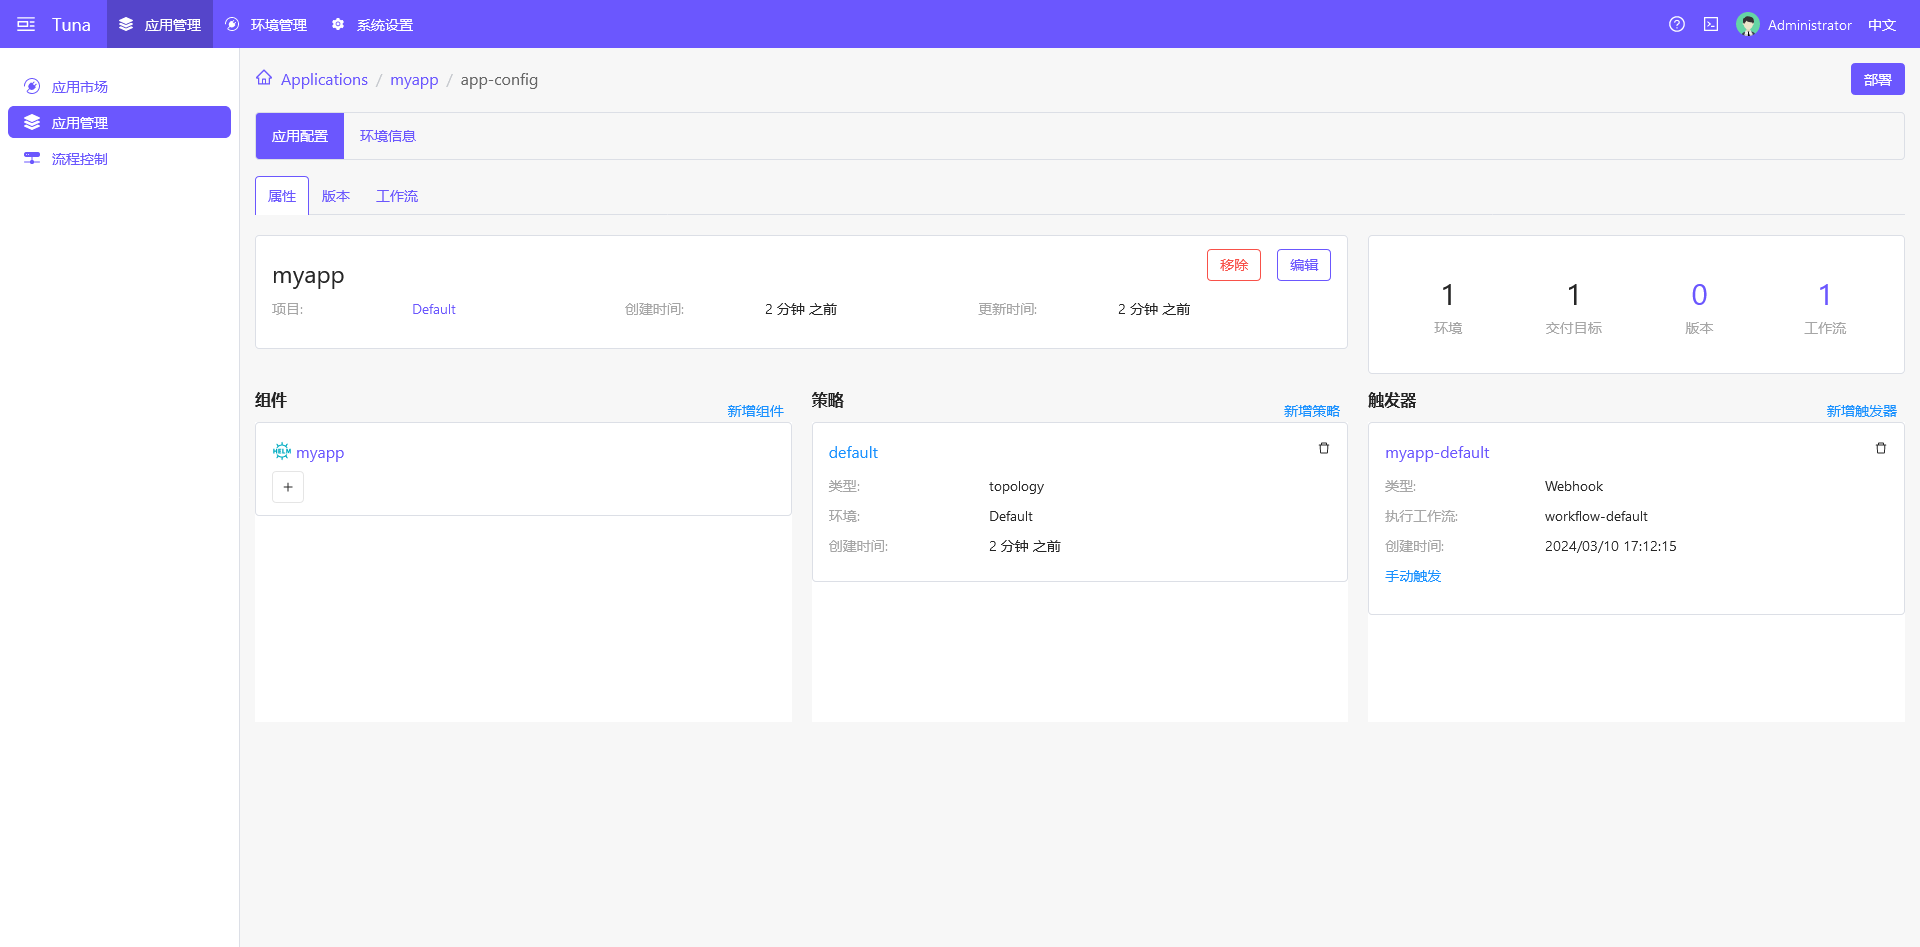 Tuna 应用管理 环境管理 系统设置 Administrator 中文
应用市场
应用管理
流程控制
Applications / myapp / app-config 部署
应用配置 环境信息
属性 版本 工作流
myapp 移除 编辑
项目: Default 创建时间: 2 分钟 之前 更新时间: 2 分钟 之前
1 1 0 1
环境 交付目标 版本 工作流
组件 新增组件
HELM myapp
+
策略 新增策略
default
类型: topology
环境: Default
创建时间: 2 分钟 之前
触发器 新增触发器
myapp-default
类型: Webhook
执行工作流: workflow-default
创建时间: 2024/03/10 17:12:15
手动触发